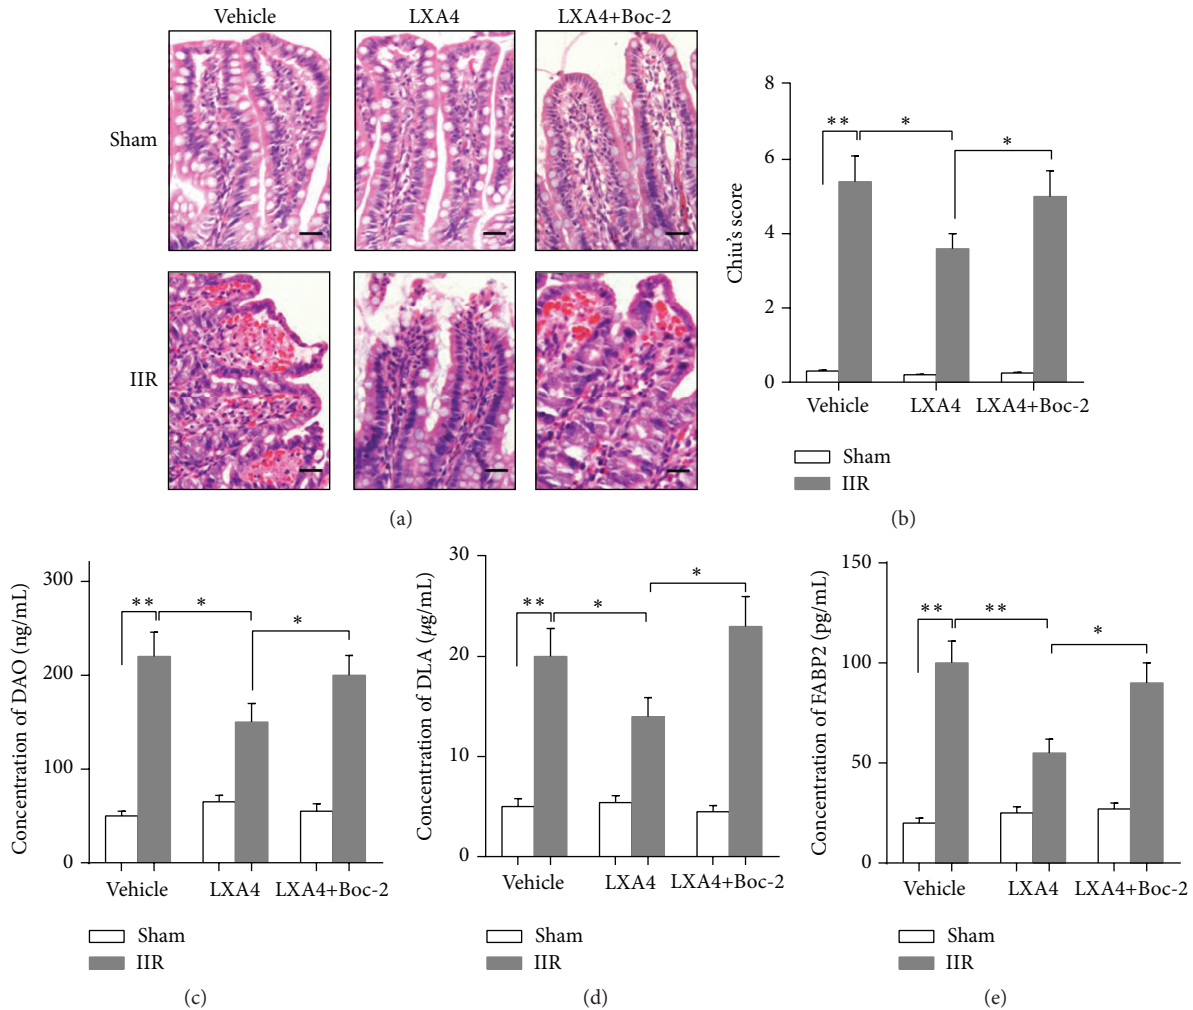 Vehicle LXA4 LXA4+Boc-2
Sham
IIR
(a)
8
6
4
2
0
Chiu's score
** * *
Vehicle LXA4 LXA4+Boc-2
Sham
IIR
(b)
300
200
100
0
Concentration of DAO (ng/mL)
** * *
Vehicle LXA4 LXA4+Boc-2
Sham
IIR
(c)
30
20
10
0
Concentration of DLA (μg/mL)
** * *
Vehicle LXA4 LXA4+Boc-2
Sham
IIR
(d)
150
100
50
0
Concentration of FABP2 (pg/mL)
** ** *
Vehicle LXA4 LXA4+Boc-2
Sham
IIR
(e)